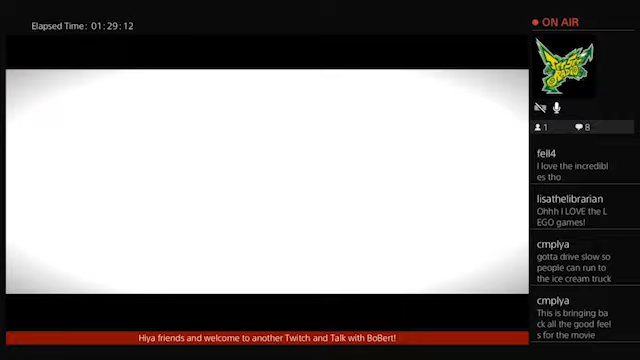 Elapsed Time: 01:29:12
ON AIR
1
8
fell4
I love the incredibl
es tho
lisathelibrarian
Ohhh I LOVE the L
EGO games!
cmplya
gotta drive slow so
people can run to
the ice cream truck
cmplya
This is bringing ba
ck all the good feel
s for the movie
Hiya friends and welcome to another Twitch and Talk with BoBert!